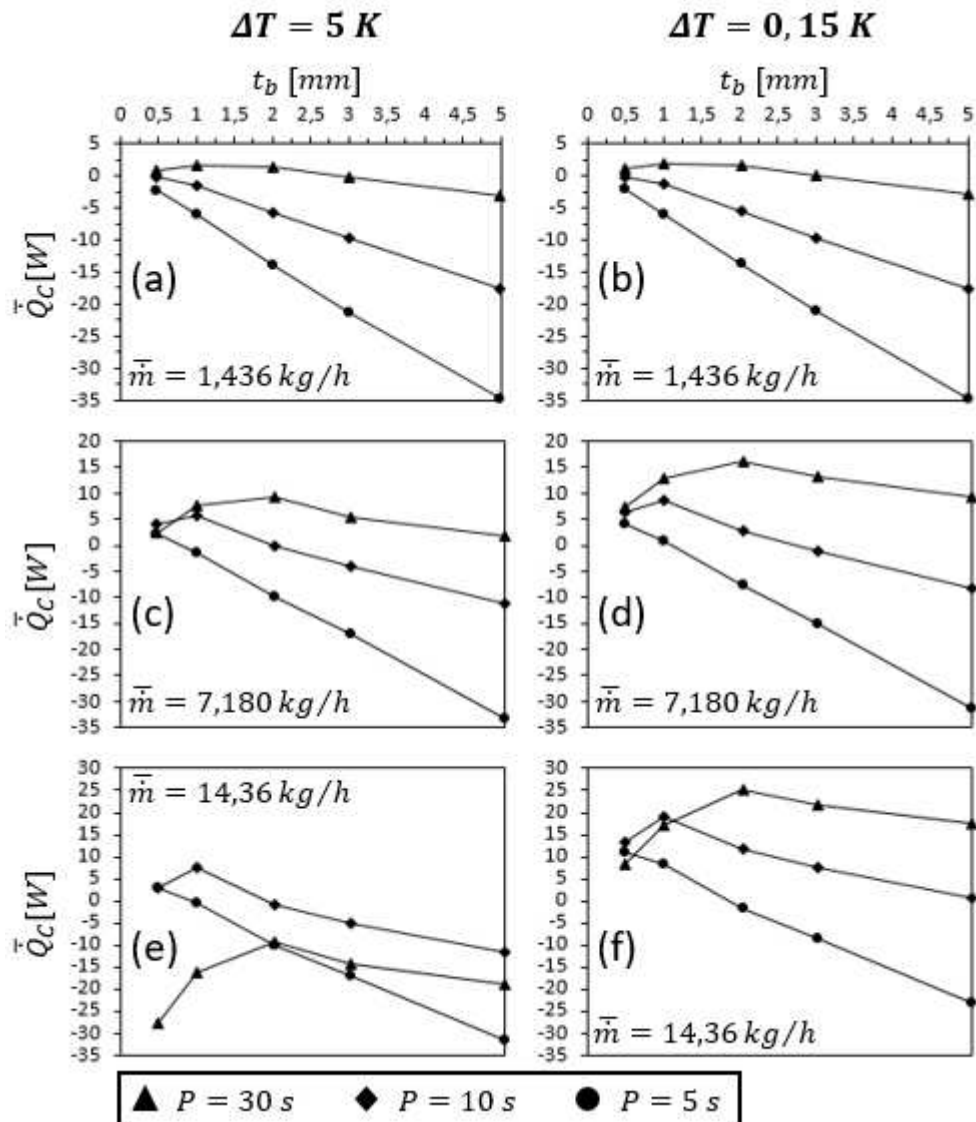 ΔT = 5 K ΔT = 0,15 K
t_b [mm] t_b [mm]
0 0,5 1 1,5 2 2,5 3 3,5 4 4,5 5 0 0,5 1 1,5 2 2,5 3 3,5 4 4,5 5
5 5
0 0
-5 -5
-10 -10
-15 -15
-20 -20
-25 -25
-30 -30
-35 -35
Q̇̄_C[W]
(a) (b)
ṁ̄ = 1,436 kg/h ṁ̄ = 1,436 kg/h
20 20
15 15
10 10
5 5
0 0
-5 -5
-10 -10
-15 -15
-20 -20
-25 -25
-30 -30
-35 -35
Q̇̄_C[W]
(c) (d)
ṁ̄ = 7,180 kg/h ṁ̄ = 7,180 kg/h
30 30
25 25
20 20
15 15
10 10
5 5
0 0
-5 -5
-10 -10
-15 -15
-20 -20
-25 -25
-30 -30
-35 -35
Q̇̄_C[W]
ṁ̄ = 14,36 kg/h
(e) (f)
ṁ̄ = 14,36 kg/h
P = 30 s P = 10 s P = 5 s